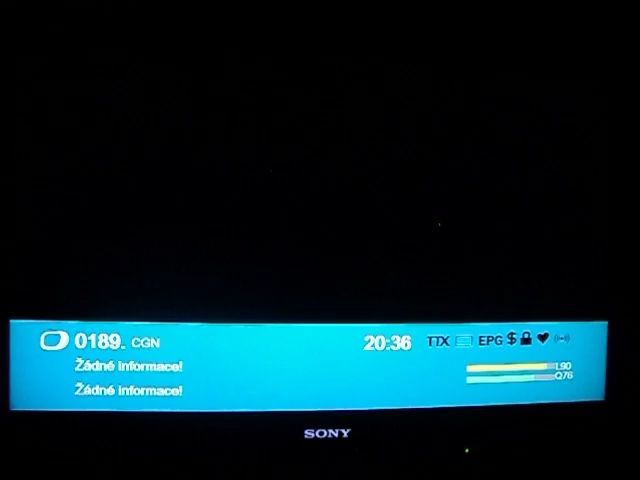 0189. CGN 20:36 TTX EPG $
Žádné informace! L90
Q76
Žádné informace!
SONY